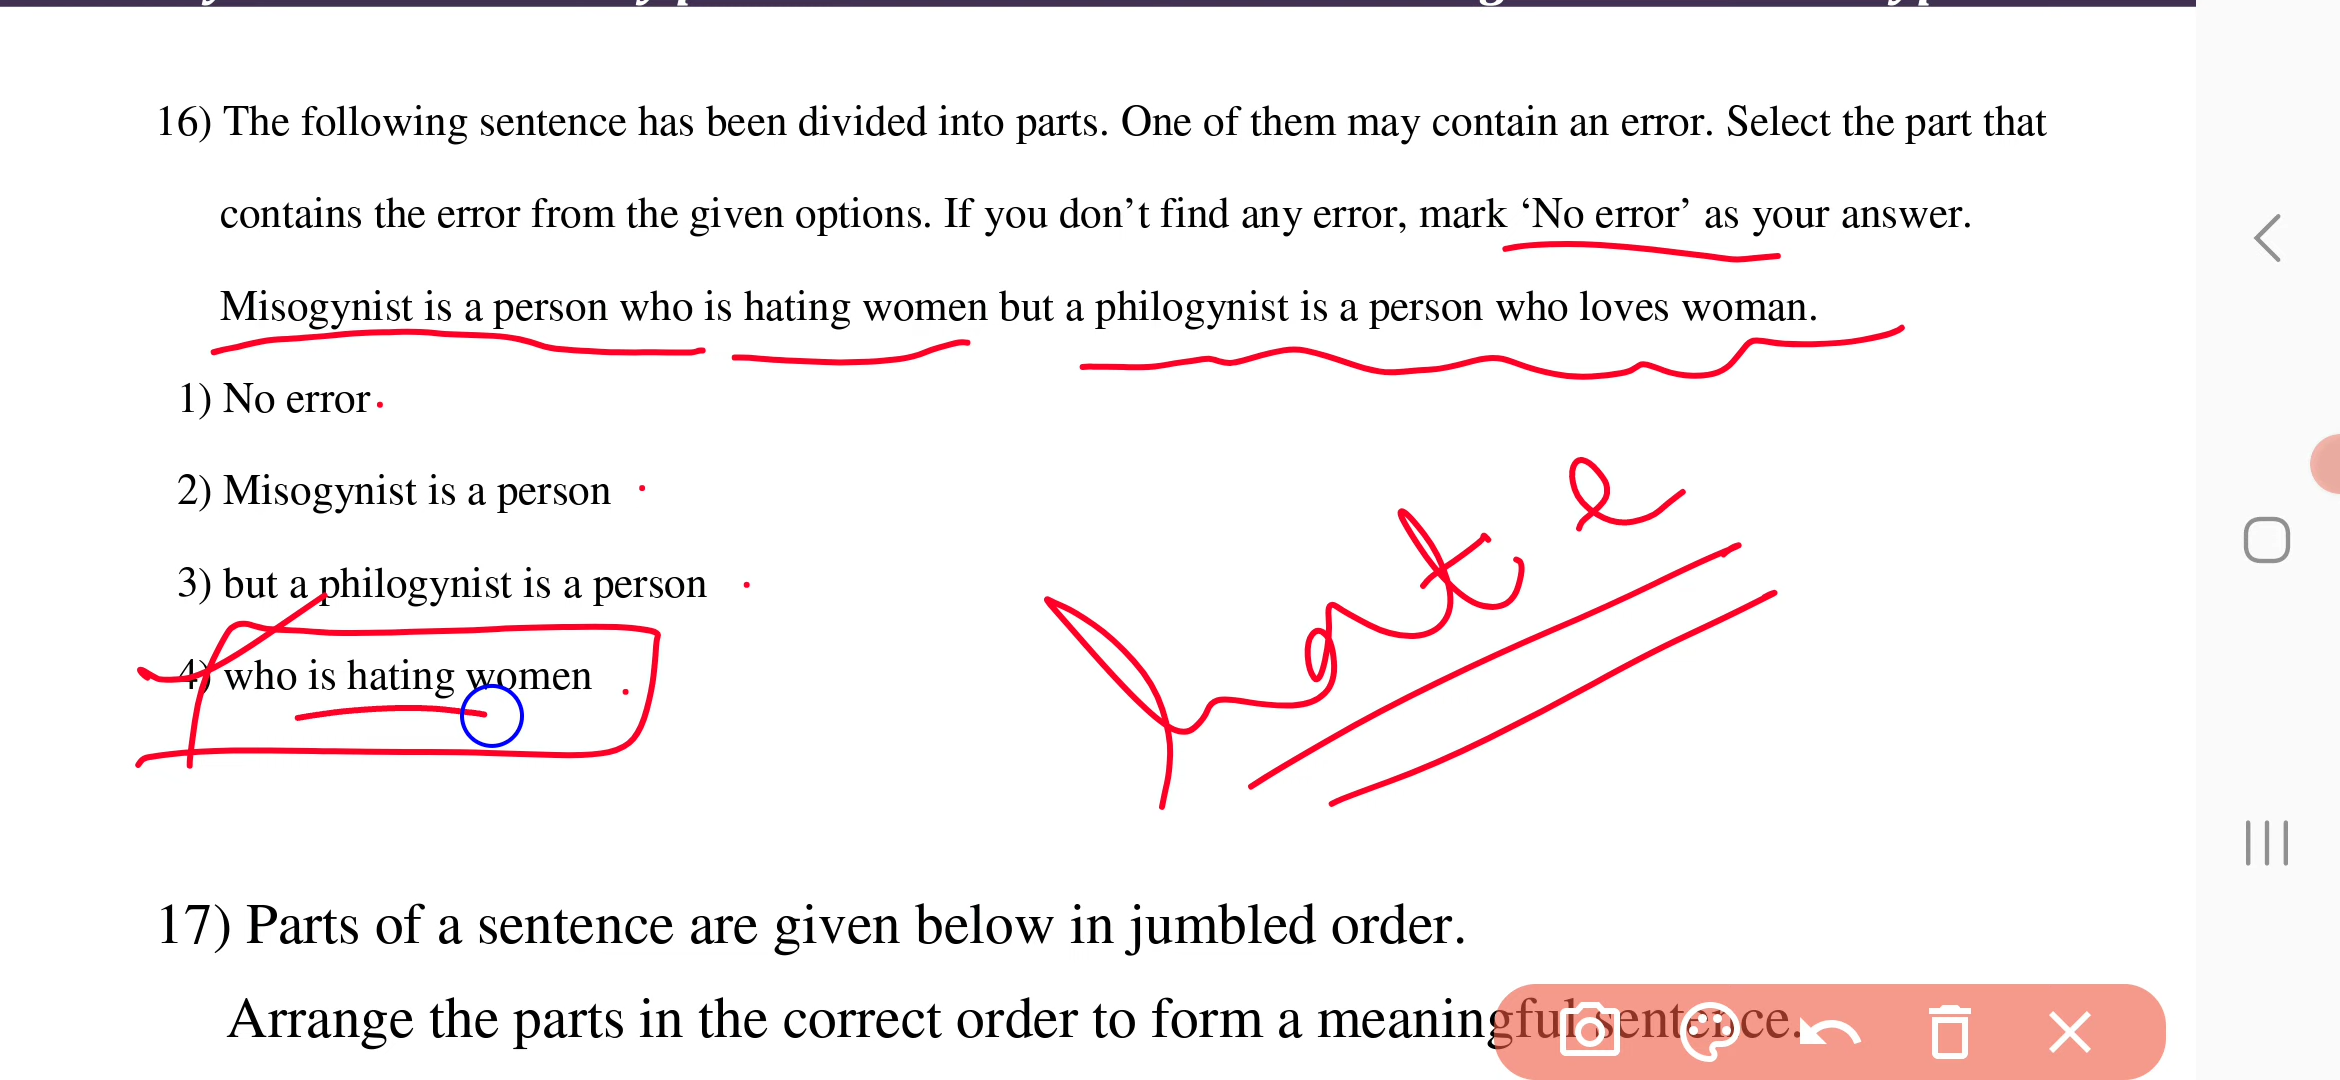 16) The following sentence has been divided into parts. One of them may contain an error. Select the part that
contains the error from the given options. If you don’t find any error, mark ‘No error’ as your answer.
Misogynist is a person who is hating women but a philogynist is a person who loves woman.
1) No error
2) Misogynist is a person
3) but a philogynist is a person
4) who is hating women
hate
17) Parts of a sentence are given below in jumbled order.
Arrange the parts in the correct order to form a meaningful sentence.